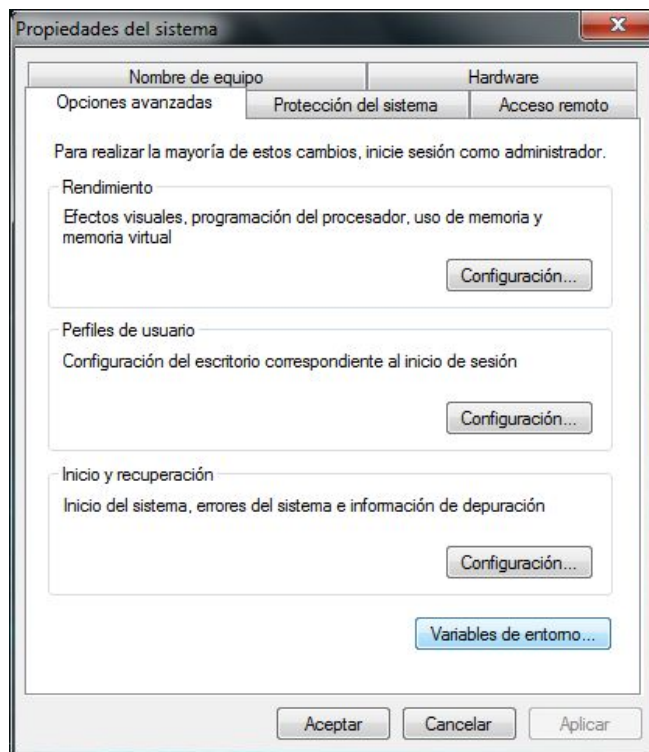 Propiedades del sistema
Nombre de equipo
Hardware
Opciones avanzadas
Protección del sistema
Acceso remoto
Para realizar la mayoría de estos cambios, inicie sesión como administrador.
Rendimiento
Efectos visuales, programación del procesador, uso de memoria y
memoria virtual
Configuración...
Perfiles de usuario
Configuración del escritorio correspondiente al inicio de sesión
Configuración...
Inicio y recuperación
Inicio del sistema, errores del sistema e información de depuración
Configuración...
Variables de entorno...
Aceptar
Cancelar
Aplicar